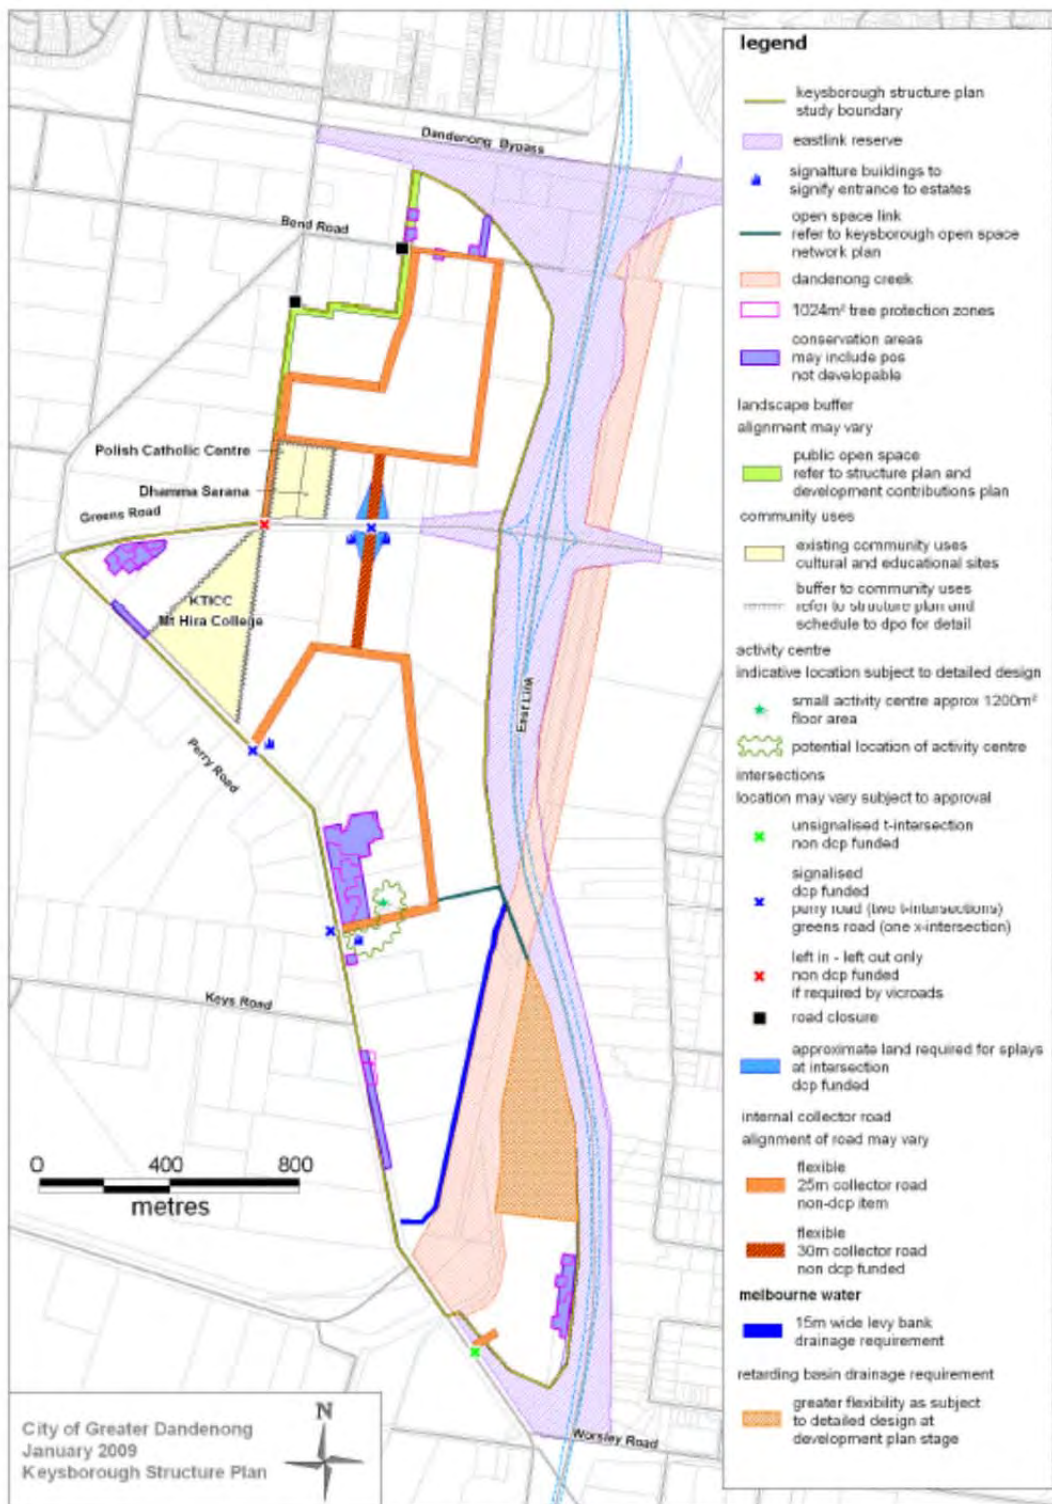 Dandenong Bypass
Bend Road
Polish Catholic Centre
Dhamma Sarana
Greens Road
KTICC
Mt Hira College
East Link
Perry Road
Keys Road
0 400 800
metres
Worsley Road
City of Greater Dandenong
January 2009
Keysborough Structure Plan
N
legend
keysborough structure plan
study boundary
eastlink reserve
signalture buildings to
signify entrance to estates
open space link
refer to keysborough open space
network plan
dandenong creek
1024m² tree protection zones
conservation areas
may include pos
not developable
landscape buffer
alignment may vary
public open space
refer to structure plan and
development contributions plan
community uses
existing community uses
cultural and educational sites
buffer to community uses
refer to structure plan and
schedule to dpo for detail
activity centre
indicative location subject to detailed design
small activity centre approx 1200m²
floor area
potential location of activity centre
intersections
location may vary subject to approval
unsignalised t-intersection
non dcp funded
signalised
dcp funded
perry road (two t-intersections)
greens road (one x-intersection)
left in - left out only
non dcp funded
if required by vicroads
road closure
approximate land required for splays
at intersection
dcp funded
internal collector road
alignment of road may vary
flexible
25m collector road
non-dcp item
flexible
30m collector road
non dcp funded
melbourne water
15m wide levy bank
drainage requirement
retarding basin drainage requirement
greater flexibility as subject
to detailed design at
development plan stage